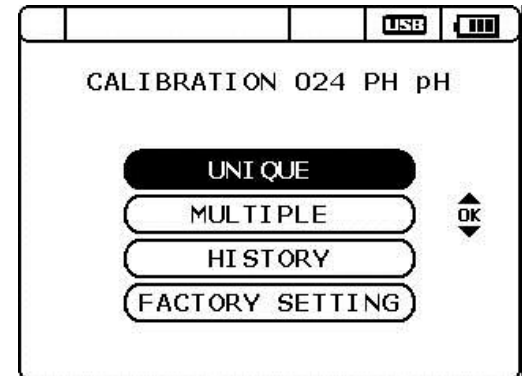 USB
CALIBRATION 024 PH pH
UNIQUE
MULTIPLE
OK
HISTORY
FACTORY SETTING